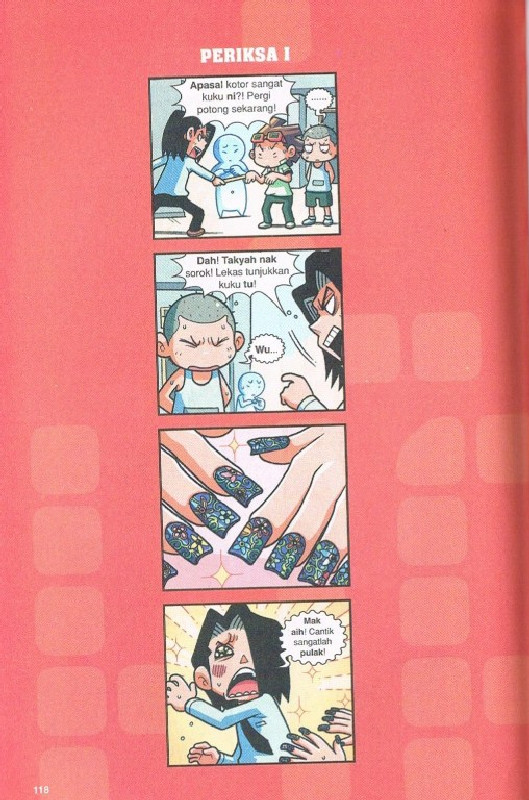 PERIKSA I
Apasal kotor sangat
kuku ni?! Pergi
potong sekarang!
......
Dah! Takyah nak
sorok! Lekas tunjukkan
kuku tu!
Wu...
Mak
aih! Cantik
sangatlah
pulak!
118